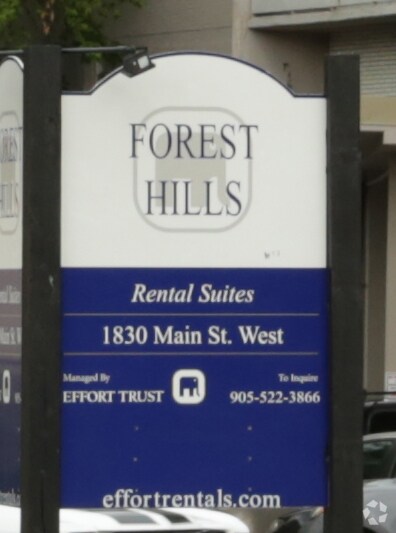 FOREST
HILLS
Rental Suites
1830 Main St. West
Managed By
EFFORT TRUST
To Inquire
905-522-3866
effortrentals.com